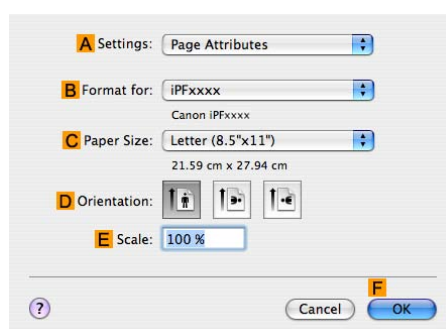 A Settings: Page Attributes
B Format for: iPFxxxx
Canon iPFxxxx
C Paper Size: Letter (8.5"x11")
21.59 cm x 27.94 cm
D Orientation:
E Scale: 100 %
F
? Cancel OK